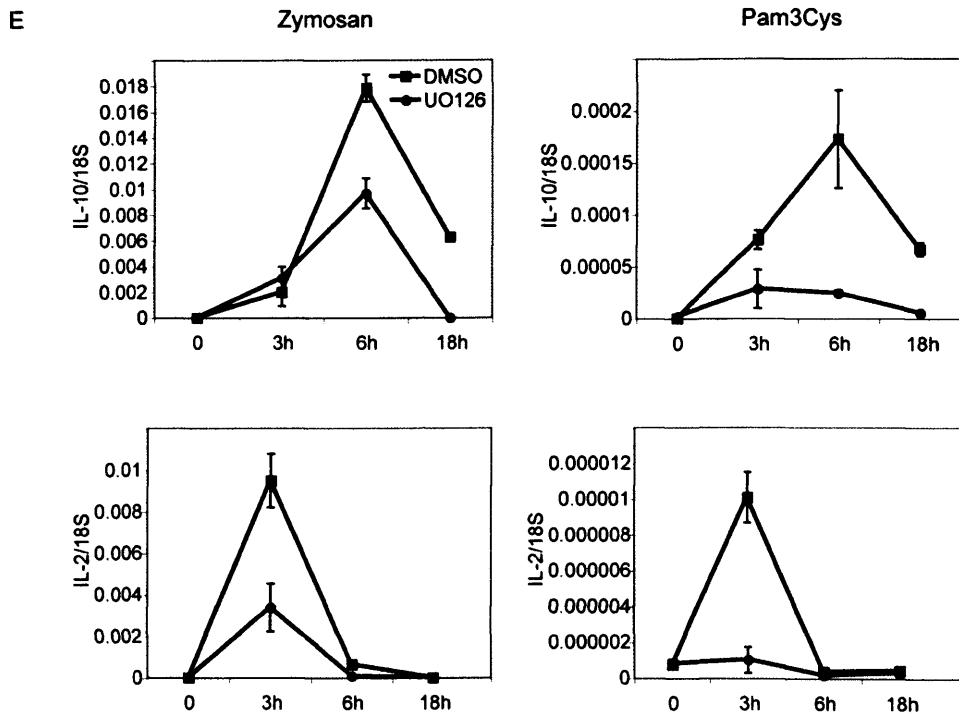 E
Zymosan
Pam3Cys
IL-10/18S
0.018
0.016
0.014
0.012
0.01
0.008
0.006
0.004
0.002
0
DMSO
UO126
0 3h 6h 18h
IL-10/18S
0.0002
0.00015
0.0001
0.00005
0
0 3h 6h 18h
IL-2/18S
0.01
0.008
0.006
0.004
0.002
0
0 3h 6h 18h
IL-2/18S
0.000012
0.00001
0.000008
0.000006
0.000004
0.000002
0
0 3h 6h 18h